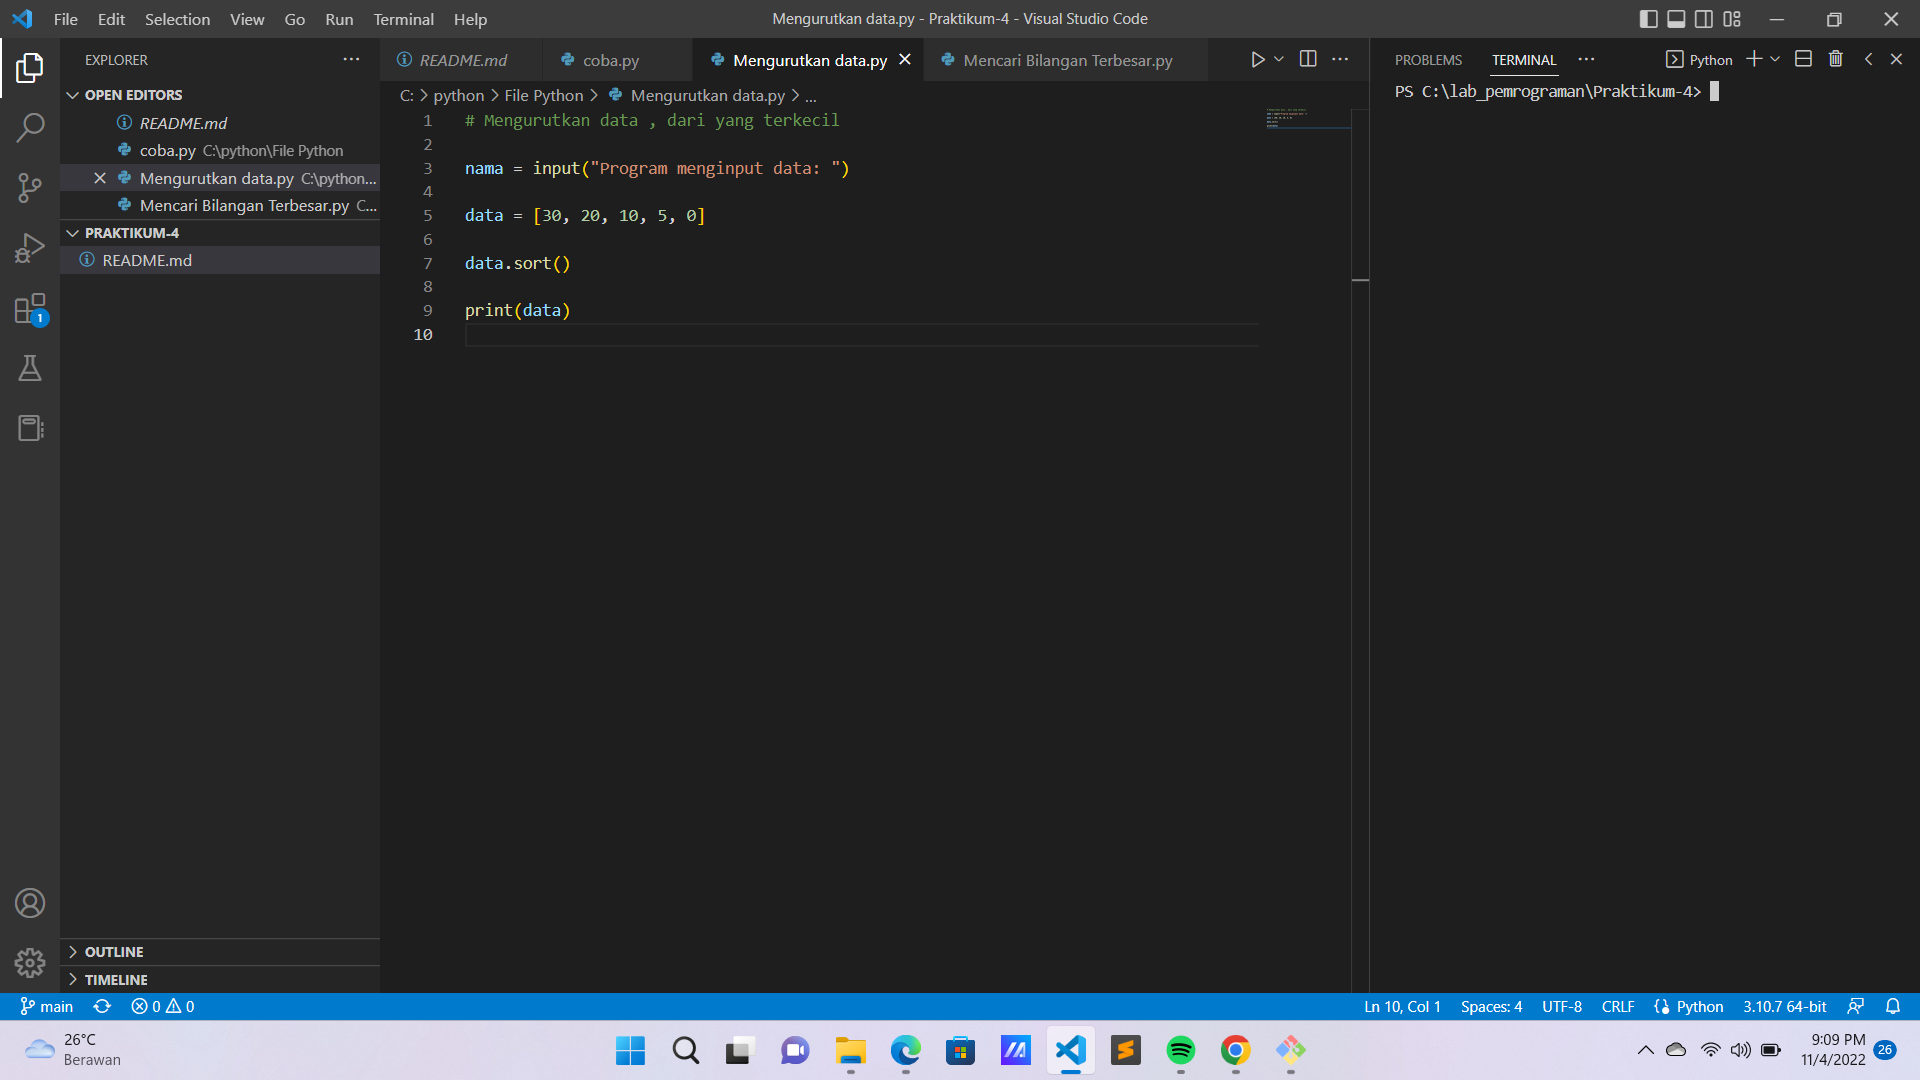 File Edit Selection View Go Run Terminal Help
Mengurutkan data.py - Praktikum-4 - Visual Studio Code
EXPLORER
OPEN EDITORS
README.md
coba.py C:\python\File Python
Mengurutkan data.py C:\python...
Mencari Bilangan Terbesar.py C...
PRAKTIKUM-4
README.md
OUTLINE
TIMELINE
README.md
coba.py
Mengurutkan data.py
Mencari Bilangan Terbesar.py
C: > python > File Python > Mengurutkan data.py > ...
1 # Mengurutkan data , dari yang terkecil
2
3 nama = input("Program menginput data: ")
4
5 data = [30, 20, 10, 5, 0]
6
7 data.sort()
8
9 print(data)
10
PROBLEMS TERMINAL ... Python
PS C:\lab_pemrograman\Praktikum-4>
1
main 0 0
Ln 10, Col 1 Spaces: 4 UTF-8 CRLF Python 3.10.7 64-bit
26°C
Berawan
9:09 PM
11/4/2022
26